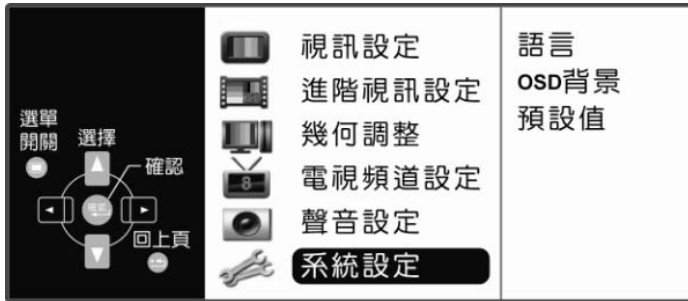 選單
開關
選擇
確認
確認
回上頁
視訊設定
進階視訊設定
幾何調整
電視頻道設定
8
聲音設定
系統設定
語言
OSD背景
預設值